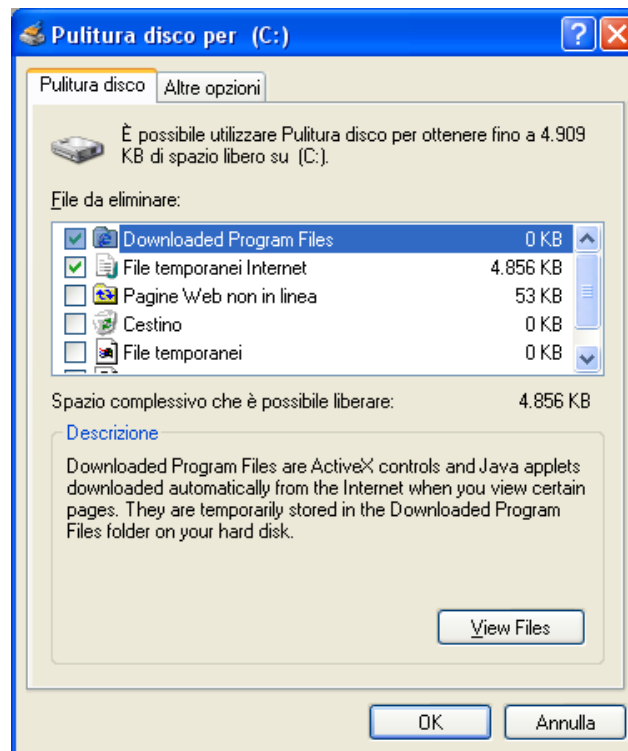 Pulitura disco per (C:)
Pulitura disco
Altre opzioni
È possibile utilizzare Pulitura disco per ottenere fino a 4.909
KB di spazio libero su (C:).
File da eliminare:
Downloaded Program Files 0 KB
File temporanei Internet 4.856 KB
Pagine Web non in linea 53 KB
Cestino 0 KB
File temporanei 0 KB
Spazio complessivo che è possibile liberare: 4.856 KB
Descrizione
Downloaded Program Files are ActiveX controls and Java applets
downloaded automatically from the Internet when you view certain
pages. They are temporarily stored in the Downloaded Program
Files folder on your hard disk.
View Files
OK
Annulla